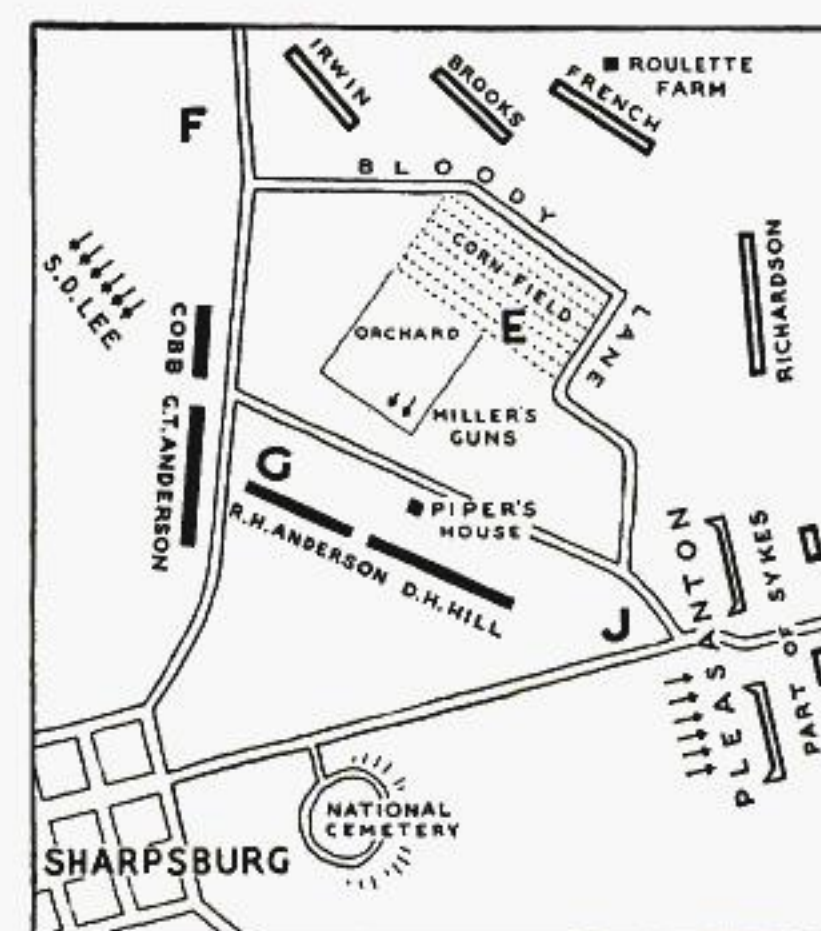 IRWIN
BROOKS
FRENCH
ROULETTE
FARM
F
BLOODY
LANE
S.D.LEE
CORN-FIELD
E
RICHARDSON
COBB
ORCHARD
G.T.ANDERSON
MILLER'S
GUNS
G
PIPER'S
HOUSE
R.H.ANDERSON
D.H.HILL
J
PLEASANTON
SYKES
PART OF
NATIONAL
CEMETERY
SHARPSBURG